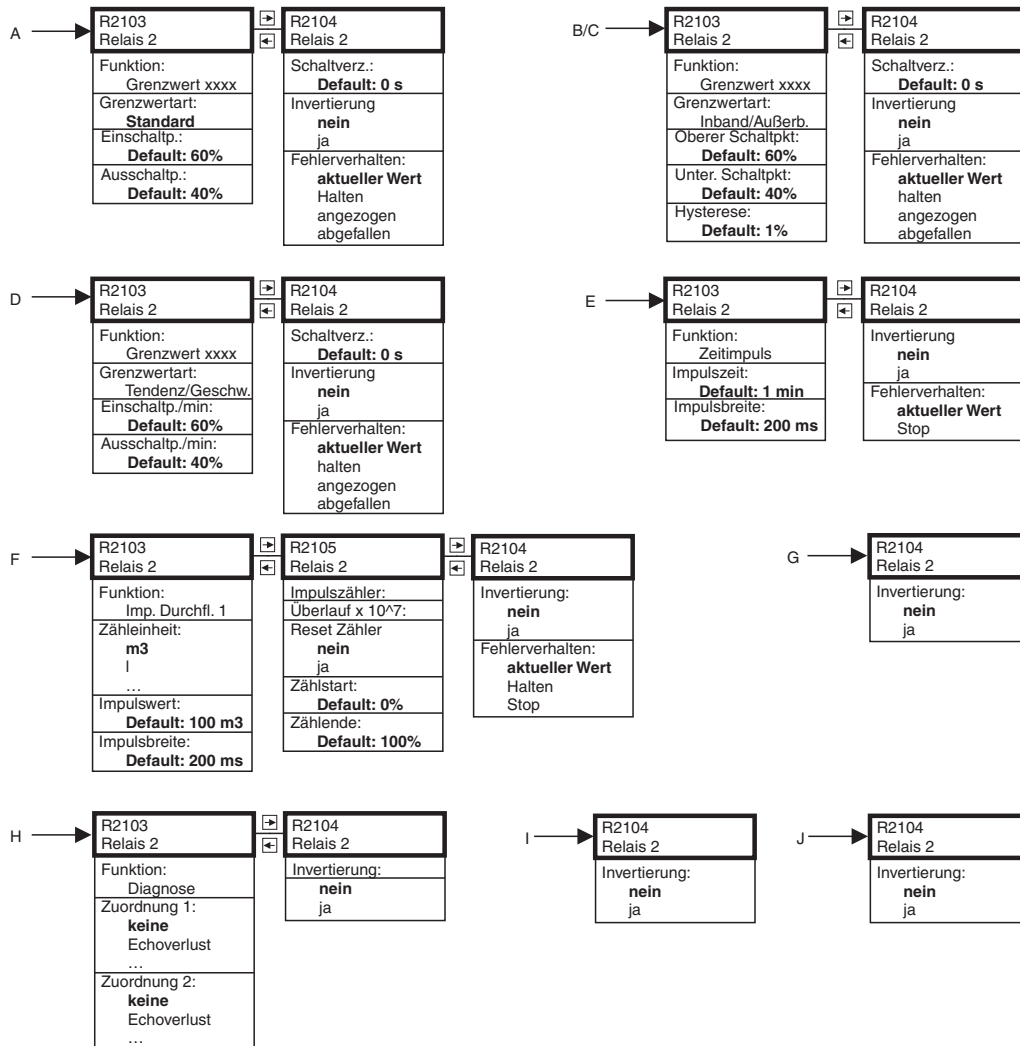 A
R2103
Relais 2
Funktion:
Grenzwert xxxx
Grenzwertart:
Standard
Einschaltp.:
Default: 60%
Ausschaltp.:
Default: 40%
R2104
Relais 2
Schaltverz.:
Default: 0 s
Invertierung
nein
ja
Fehlerverhalten:
aktueller Wert
Halten
angezogen
abgefallen
B/C
R2103
Relais 2
Funktion:
Grenzwert xxxx
Grenzwertart:
Inband/Außerb.
Oberer Schaltpkt:
Default: 60%
Unter. Schaltpkt:
Default: 40%
Hysterese:
Default: 1%
R2104
Relais 2
Schaltverz.:
Default: 0 s
Invertierung
nein
ja
Fehlerverhalten:
aktueller Wert
halten
angezogen
abgefallen
D
R2103
Relais 2
Funktion:
Grenzwert xxxx
Grenzwertart:
Tendenz/Geschw.
Einschaltp./min:
Default: 60%
Ausschaltp./min:
Default: 40%
R2104
Relais 2
Schaltverz.:
Default: 0 s
Invertierung
nein
ja
Fehlerverhalten:
aktueller Wert
halten
angezogen
abgefallen
E
R2103
Relais 2
Funktion:
Zeitimpuls
Impulszeit:
Default: 1 min
Impulsbreite:
Default: 200 ms
R2104
Relais 2
Invertierung
nein
ja
Fehlerverhalten:
aktueller Wert
Stop
F
R2103
Relais 2
Funktion:
Imp. Durchfl. 1
Zähleinheit:
m3
l
...
Impulswert:
Default: 100 m3
Impulsbreite:
Default: 200 ms
R2105
Relais 2
Impulszähler:
Überlauf x 10^7:
Reset Zähler
nein
ja
Zählstart:
Default: 0%
Zählende:
Default: 100%
R2104
Relais 2
Invertierung:
nein
ja
Fehlerverhalten:
aktueller Wert
Halten
Stop
G
R2104
Relais 2
Invertierung:
nein
ja
H
R2103
Relais 2
Funktion:
Diagnose
Zuordnung 1:
keine
Echoverlust
...
Zuordnung 2:
keine
Echoverlust
...
R2104
Relais 2
Invertierung:
nein
ja
I
R2104
Relais 2
Invertierung:
nein
ja
J
R2104
Relais 2
Invertierung:
nein
ja